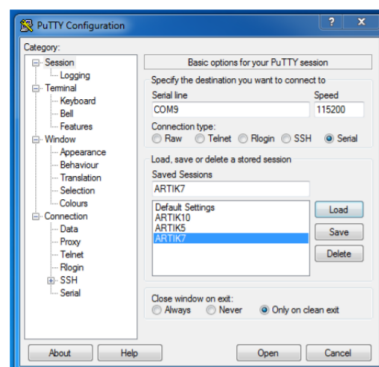 PuTTY Configuration
? X
Category:
Session
Logging
Terminal
Keyboard
Bell
Features
Window
Appearance
Behaviour
Translation
Selection
Colours
Connection
Data
Proxy
Telnet
Rlogin
SSH
Serial
Basic options for your PuTTY session
Specify the destination you want to connect to
Serial line Speed
COM9 115200
Connection type:
Raw Telnet Rlogin SSH Serial
Load, save or delete a stored session
Saved Sessions
ARTIK7
Default Settings
ARTIK10
ARTIK5
ARTIK7
Load
Save
Delete
Close window on exit:
Always Never Only on clean exit
About Help Open Cancel